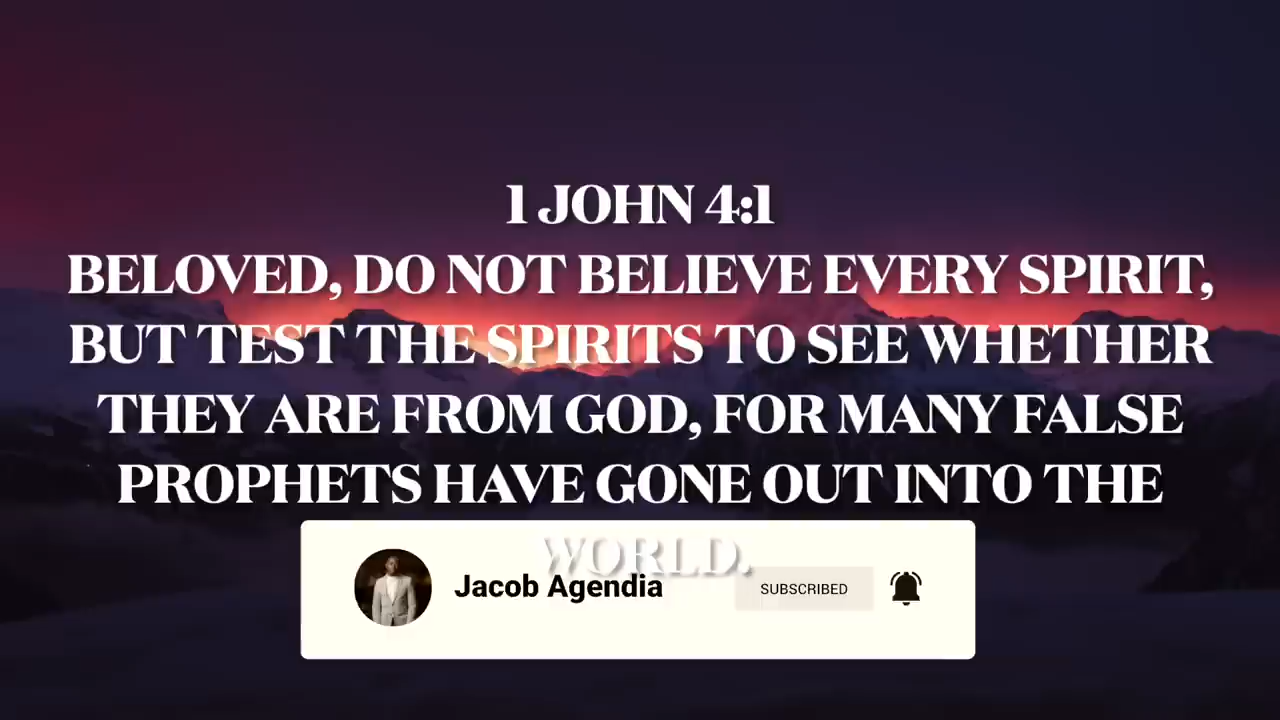 1 JOHN 4:1
BELOVED, DO NOT BELIEVE EVERY SPIRIT,
BUT TEST THE SPIRITS TO SEE WHETHER
THEY ARE FROM GOD, FOR MANY FALSE
PROPHETS HAVE GONE OUT INTO THE
WORLD.
Jacob Agendia
SUBSCRIBED